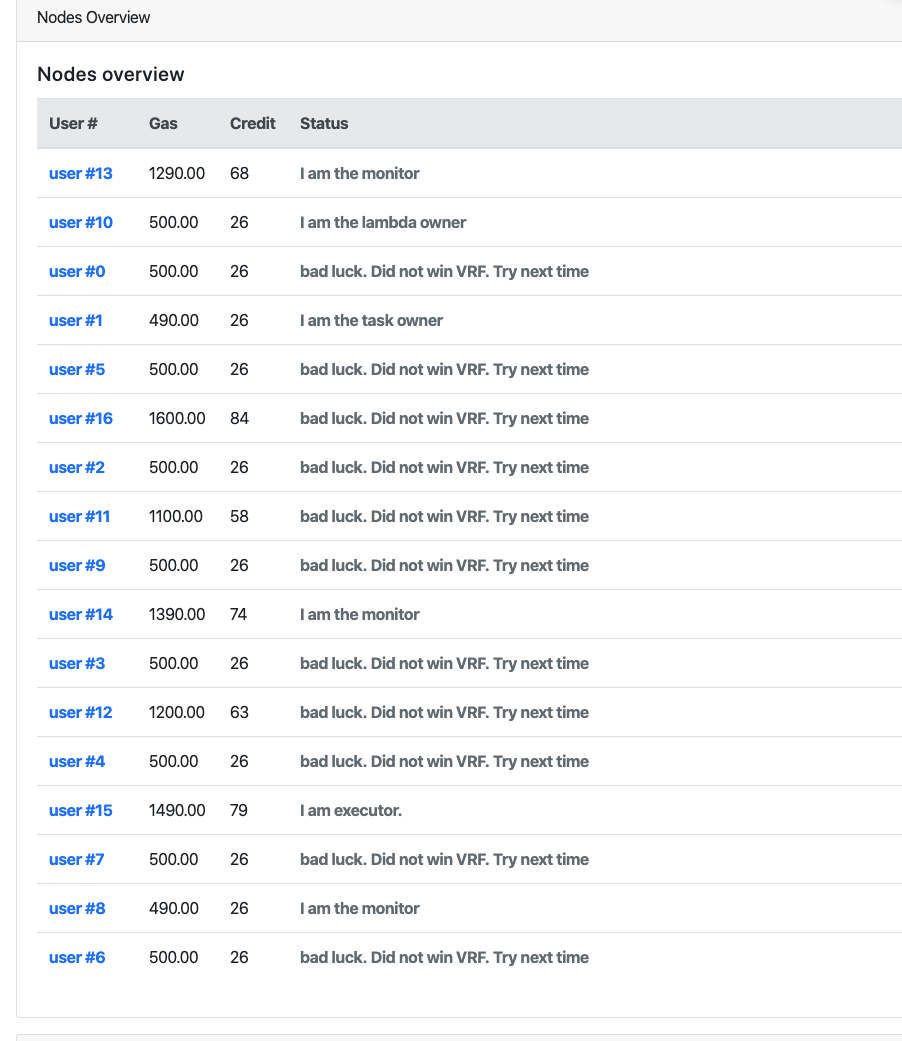 Nodes Overview
Nodes overview
User # Gas Credit Status
user #13 1290.00 68 I am the monitor
user #10 500.00 26 I am the lambda owner
user #0 500.00 26 bad luck. Did not win VRF. Try next time
user #1 490.00 26 I am the task owner
user #5 500.00 26 bad luck. Did not win VRF. Try next time
user #16 1600.00 84 bad luck. Did not win VRF. Try next time
user #2 500.00 26 bad luck. Did not win VRF. Try next time
user #11 1100.00 58 bad luck. Did not win VRF. Try next time
user #9 500.00 26 bad luck. Did not win VRF. Try next time
user #14 1390.00 74 I am the monitor
user #3 500.00 26 bad luck. Did not win VRF. Try next time
user #12 1200.00 63 bad luck. Did not win VRF. Try next time
user #4 500.00 26 bad luck. Did not win VRF. Try next time
user #15 1490.00 79 I am executor.
user #7 500.00 26 bad luck. Did not win VRF. Try next time
user #8 490.00 26 I am the monitor
user #6 500.00 26 bad luck. Did not win VRF. Try next time